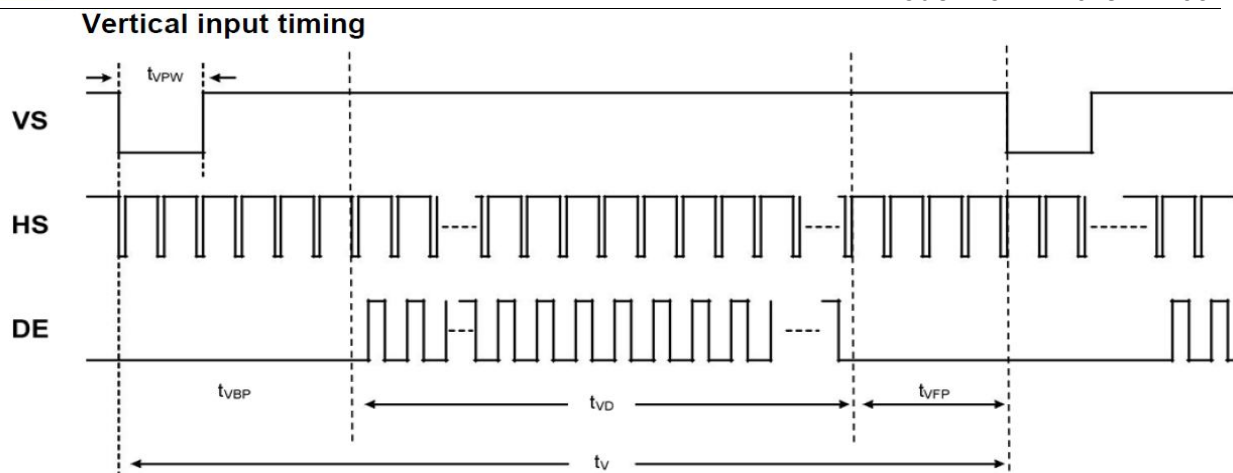 Vertical input timing
tVPW
VS
HS
DE
tVBP
tVD
tVFP
tV